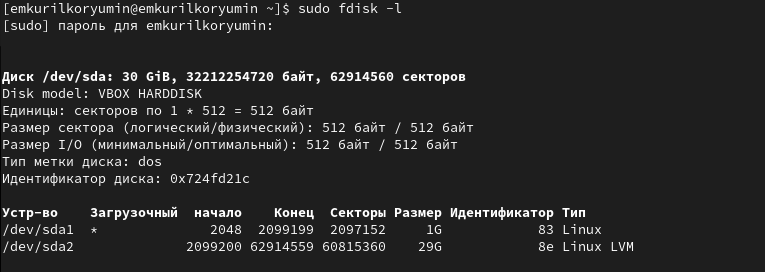 [emkurilkoryumin@emkurilkoryumin ~]$ sudo fdisk -l
[sudo] пароль для emkurilkoryumin:
Диск /dev/sda: 30 GiB, 32212254720 байт, 62914560 секторов
Disk model: VBOX HARDDISK
Единицы: секторов по 1 * 512 = 512 байт
Размер сектора (логический/физический): 512 байт / 512 байт
Размер I/O (минимальный/оптимальный): 512 байт / 512 байт
Тип метки диска: dos
Идентификатор диска: 0x724fd21c
Устр-во    Загрузочный  начало    Конец  Секторы Размер Идентификатор Тип
/dev/sda1  *              2048  2099199  2097152     1G            83 Linux
/dev/sda2              2099200 62914559 60815360    29G            8e Linux LVM